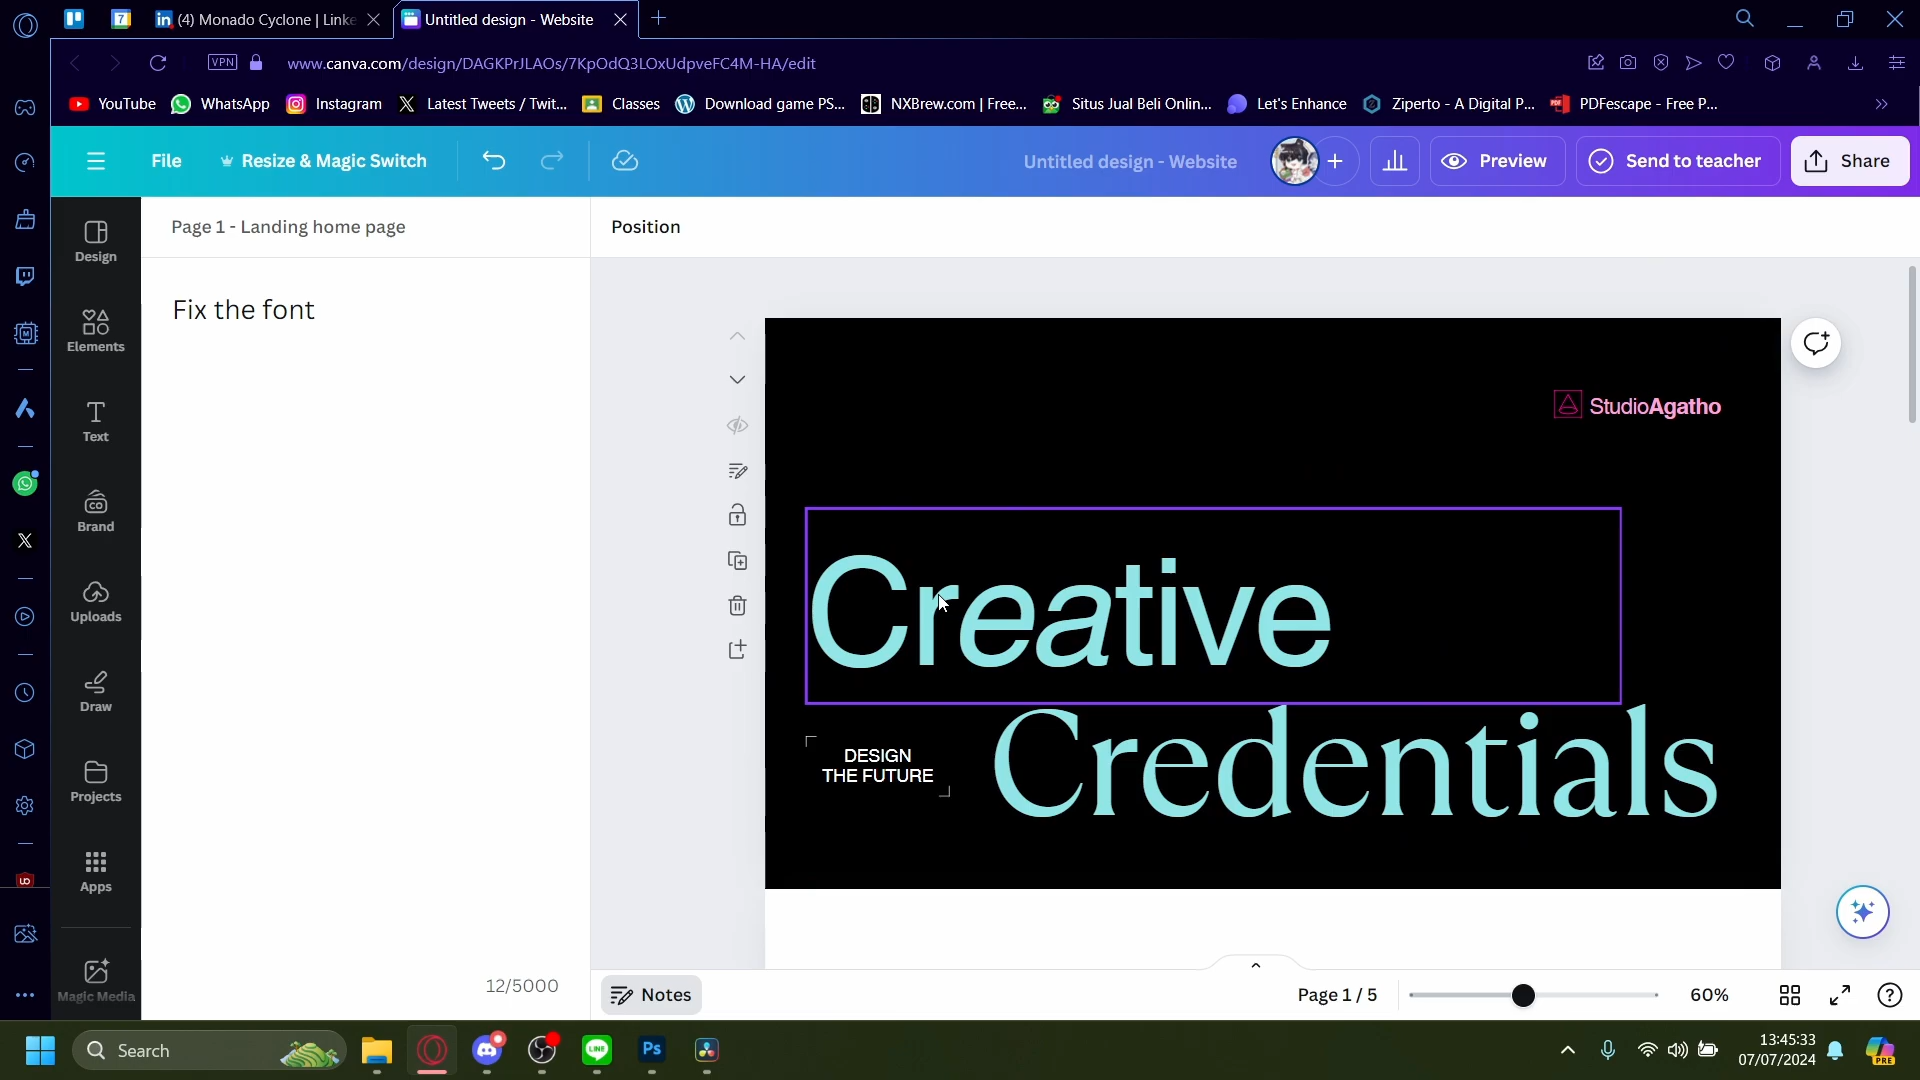 (4) Monado Cyclone | Linke
Untitled design - Website
VPN
www.canva.com/design/DAGKPrJLAOs/7KpOdQ3LOxUdpveFC4M-HA/edit
YouTube
WhatsApp
Instagram
Latest Tweets / Twit...
Classes
Download game PS...
NXBrew.com | Free...
Situs Jual Beli Onlin...
Let's Enhance
Ziperto - A Digital P...
PDFescape - Free P...
File
Resize & Magic Switch
Untitled design - Website
Preview
Send to teacher
Share
Design
Elements
Text
Brand
Uploads
Draw
Projects
Apps
Magic Media
Page 1 - Landing home page
Position
Fix the font
StudioAgatho
Creative
Credentials
DESIGN
THE FUTURE
12/5000
Notes
Page 1 / 5
60%
Search
13:45:33
07/07/2024